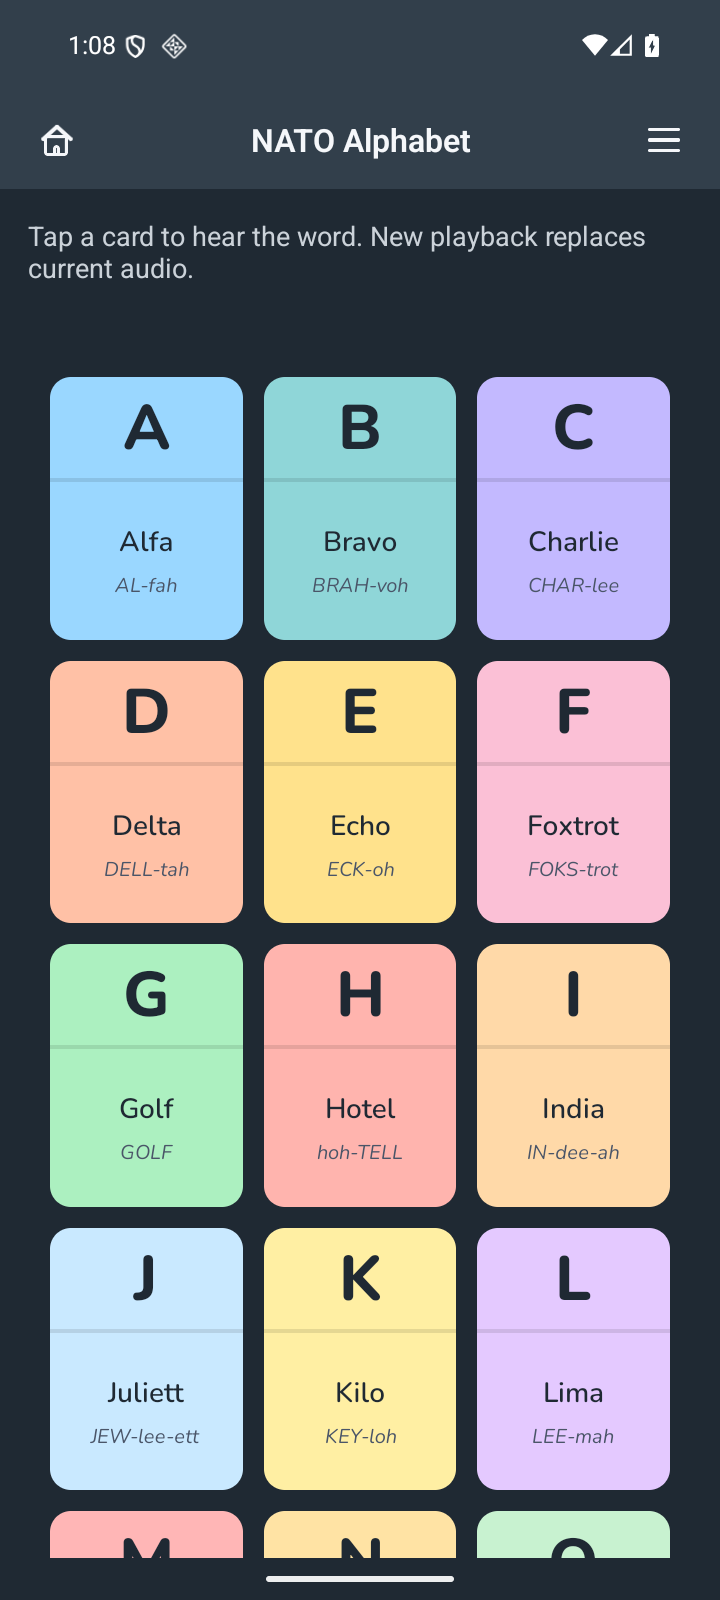 1:08
NATO Alphabet
Tap a card to hear the word. New playback replaces
current audio.
A
B
C
Alfa
Bravo
Charlie
AL-fah
BRAH-voh
CHAR-lee
D
E
F
Delta
Echo
Foxtrot
DELL-tah
ECK-oh
FOKS-trot
G
H
I
Golf
Hotel
India
GOLF
hoh-TELL
IN-dee-ah
J
K
L
Juliett
Kilo
Lima
JEW-lee-ett
KEY-loh
LEE-mah
M
N
O